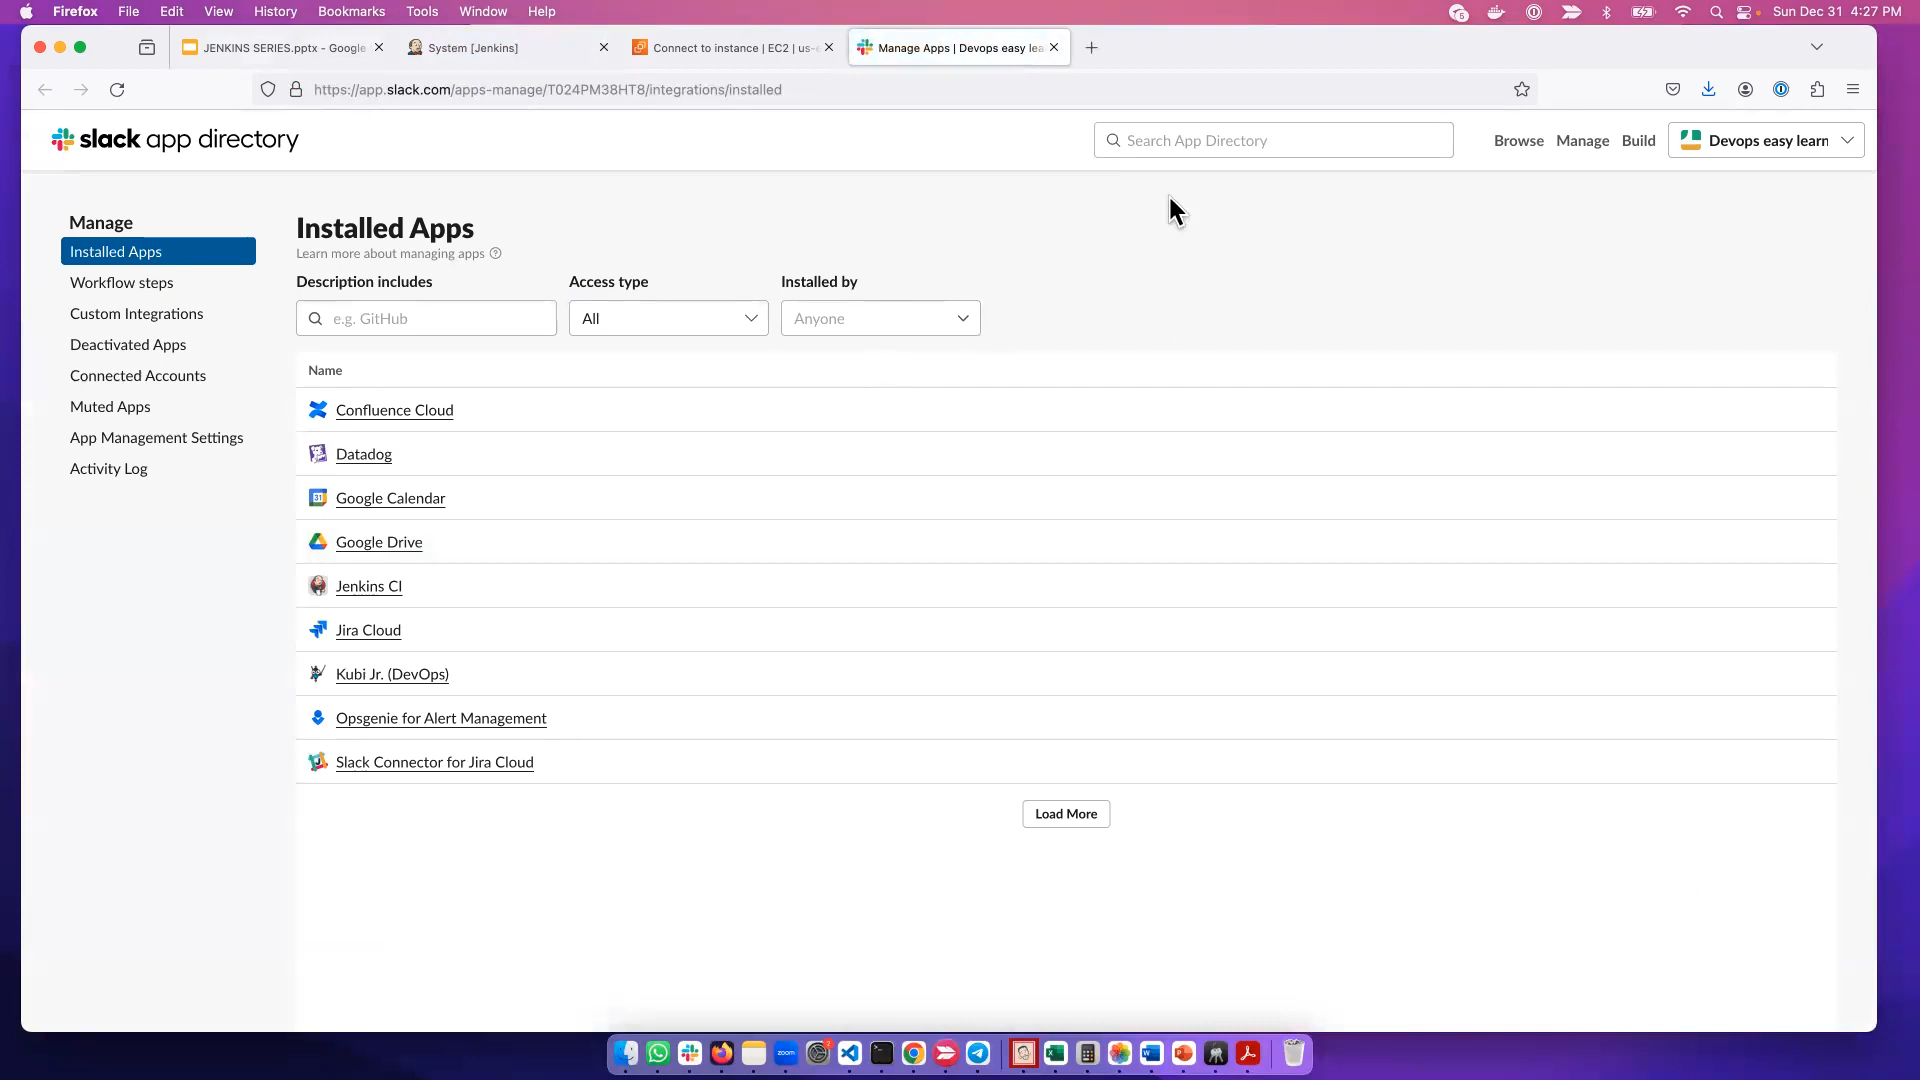 Firefox File Edit View History Bookmarks Tools Window Help
5
Sun Dec 31 4:27 PM
JENKINS SERIES.pptx - Google
System [Jenkins]
Connect to instance | EC2 | us-e
Manage Apps | Devops easy lea
https://app.slack.com/apps-manage/T024PM38HT8/integrations/installed
slack app directory
Search App Directory
Browse Manage Build
Devops easy learn
Manage
Installed Apps
Workflow steps
Custom Integrations
Deactivated Apps
Connected Accounts
Muted Apps
App Management Settings
Activity Log
Installed Apps
Learn more about managing apps
Description includes Access type Installed by
e.g. GitHub All Anyone
Name
Confluence Cloud
Datadog
31
Google Calendar
Google Drive
Jenkins CI
Jira Cloud
Kubi Jr. (DevOps)
Opsgenie for Alert Management
Slack Connector for Jira Cloud
Load More
zoom
2